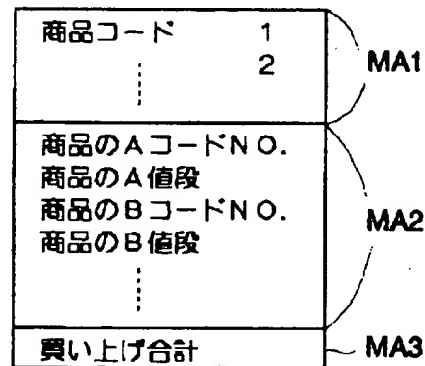 商品コード 1
2
MA1
商品のAコードNO.
商品のA値段
商品のBコードNO.
商品のB値段
MA2
買い上げ合計
MA3